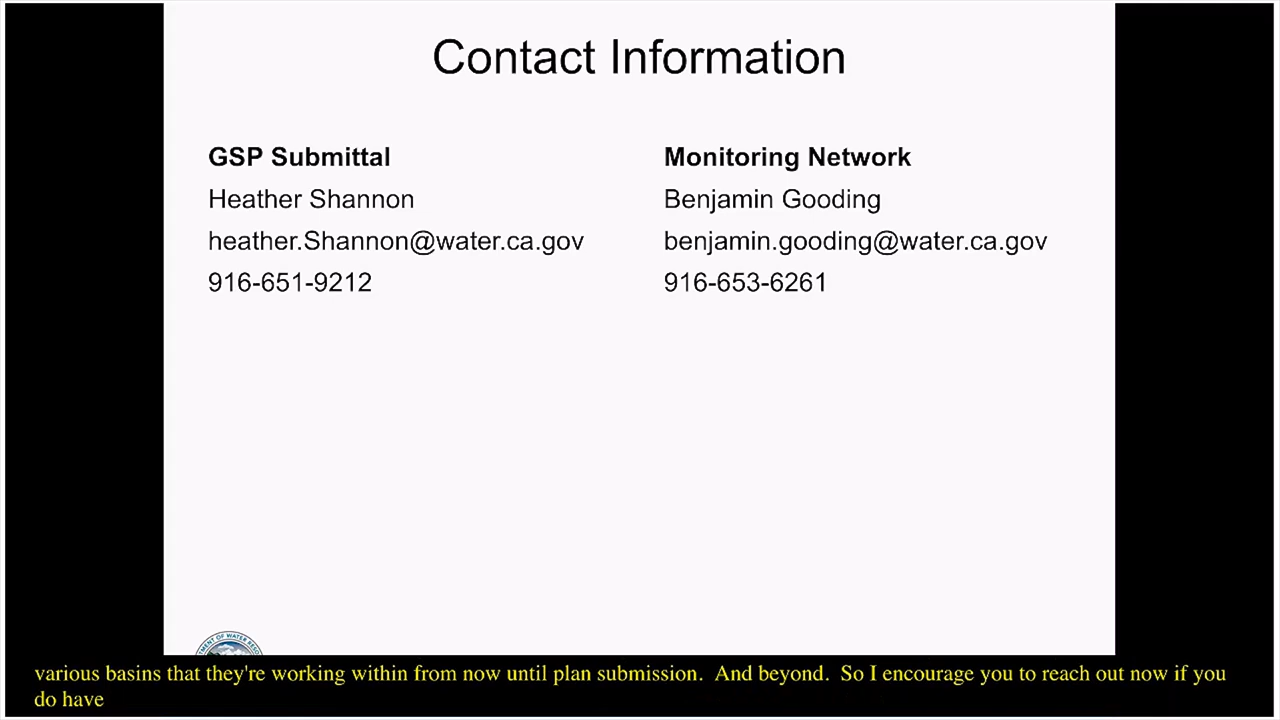 Contact Information
GSP Submittal
Heather Shannon
heather.Shannon@water.ca.gov
916-651-9212
Monitoring Network
Benjamin Gooding
benjamin.gooding@water.ca.gov
916-653-6261
OF WATER
various basins that they're working within from now until plan submission.  And beyond.  So I encourage you to reach out now if you
do have